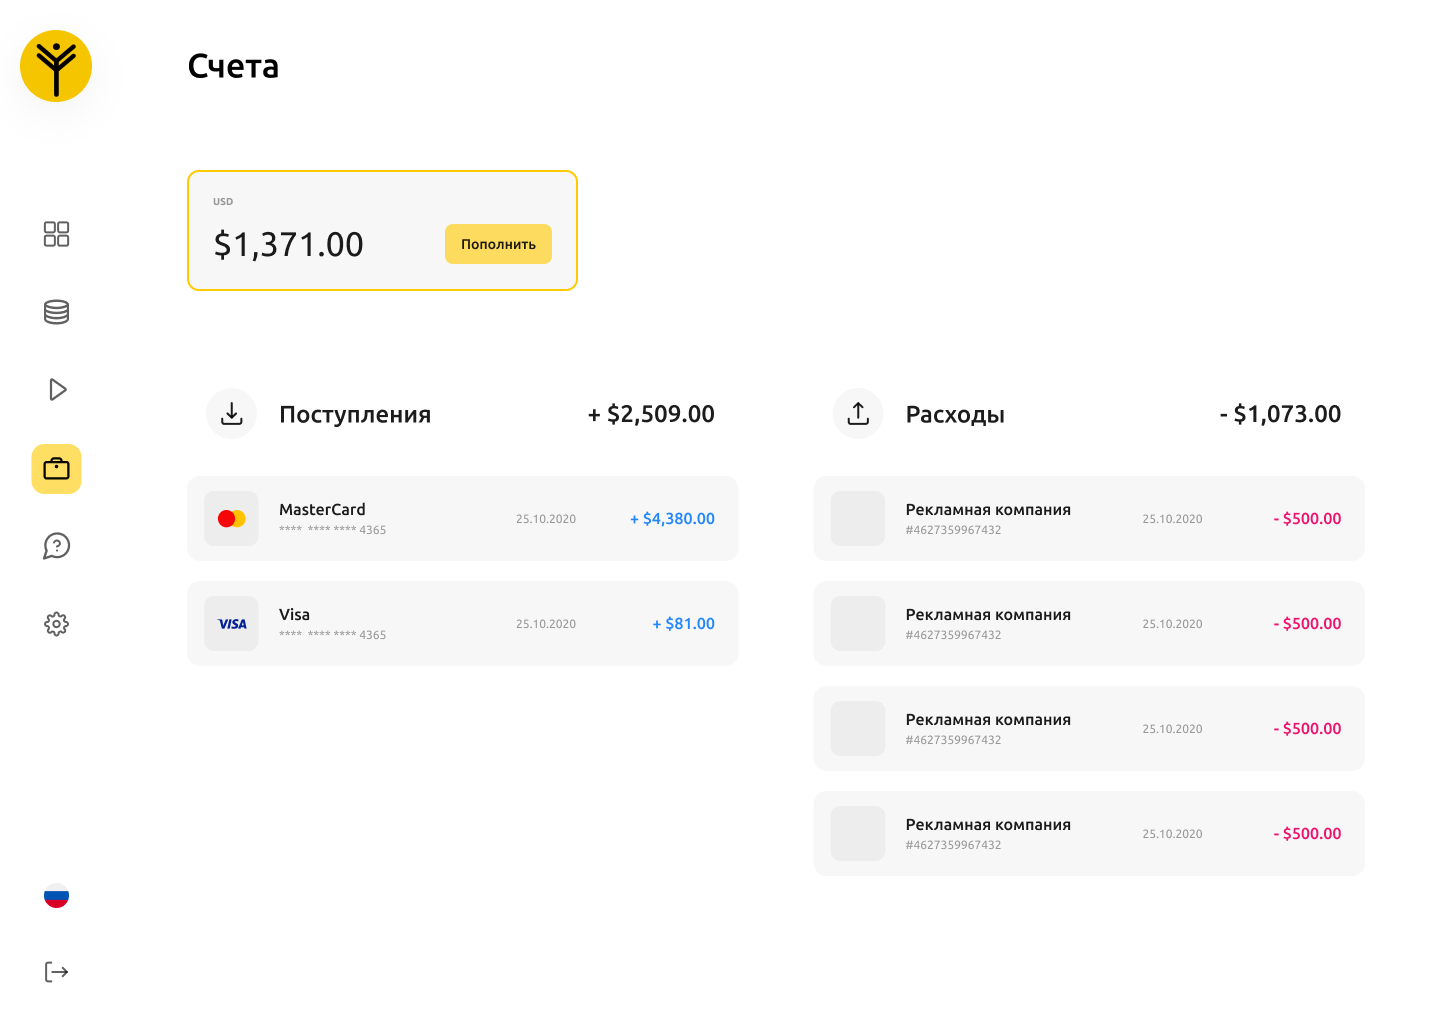 Счета
USD
$1,371.00
Пополнить
Поступления
+ $2,509.00
MasterCard
**** **** **** 4365
25.10.2020
+ $4,380.00
VISA
Visa
**** **** **** 4365
25.10.2020
+ $81.00
Расходы
- $1,073.00
Рекламная компания
#4627359967432
25.10.2020
- $500.00
Рекламная компания
#4627359967432
25.10.2020
- $500.00
Рекламная компания
#4627359967432
25.10.2020
- $500.00
Рекламная компания
#4627359967432
25.10.2020
- $500.00